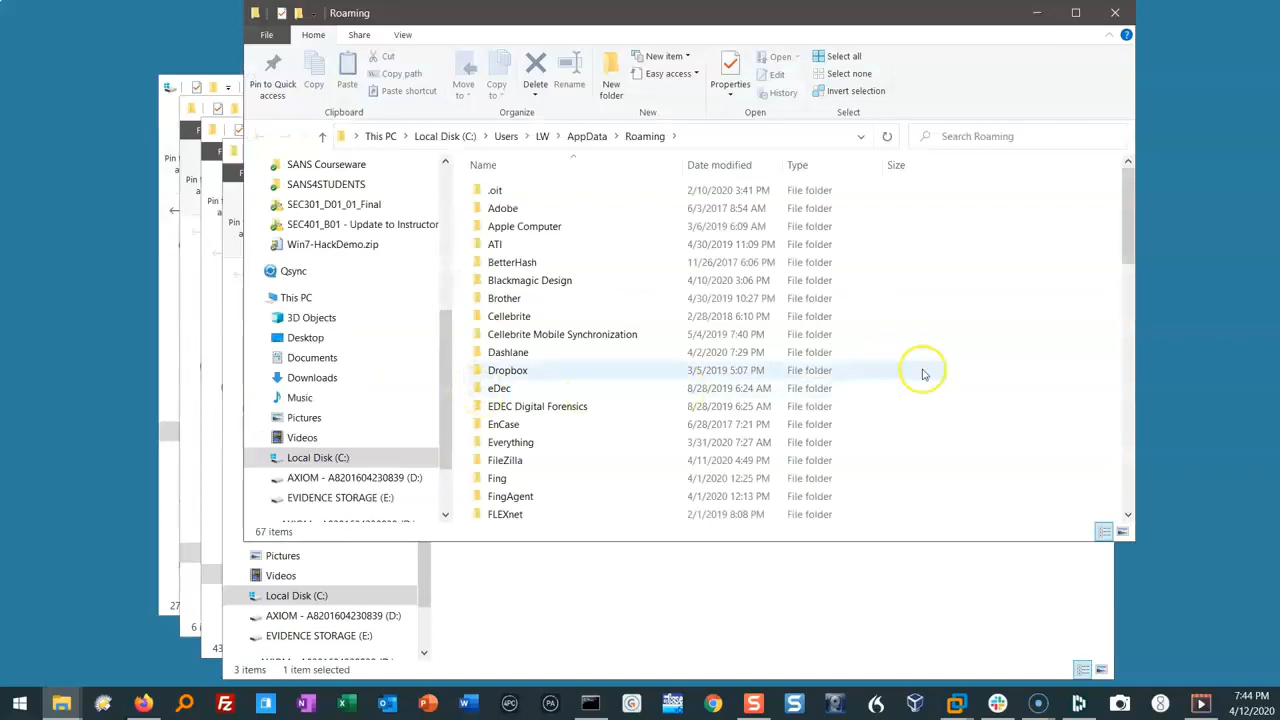 Roaming
File Home Share View
Pin to Quick access
Copy
Paste
Cut
Copy path
Paste shortcut
Clipboard
Move to
Copy to
Delete
Rename
Organize
New folder
New item
Easy access
New
Properties
Open
Edit
History
Open
Select all
Select none
Invert selection
Select
This PC > Local Disk (C:) > Users > LW > AppData > Roaming >
Search Roaming
SANS Courseware
SANS4STUDENTS
SEC301_D01_01_Final
SEC401_B01 - Update to Instructor
Win7-HackDemo.zip
Qsync
This PC
3D Objects
Desktop
Documents
Downloads
Music
Pictures
Videos
Local Disk (C:)
AXIOM - A8201604230839 (D:)
EVIDENCE STORAGE (E:)
Name Date modified Type Size
.oit 2/10/2020 3:41 PM File folder
Adobe 6/3/2017 8:54 AM File folder
Apple Computer 3/6/2019 6:09 AM File folder
ATI 4/30/2019 11:09 PM File folder
BetterHash 11/26/2017 6:06 PM File folder
Blackmagic Design 4/10/2020 3:06 PM File folder
Brother 4/30/2019 10:27 PM File folder
Cellebrite 2/28/2018 6:10 PM File folder
Cellebrite Mobile Synchronization 5/4/2019 7:40 PM File folder
Dashlane 4/2/2020 7:29 PM File folder
Dropbox 3/5/2019 5:07 PM File folder
eDec 8/28/2019 6:24 AM File folder
EDEC Digital Forensics 8/28/2019 6:25 AM File folder
EnCase 6/28/2017 7:21 PM File folder
Everything 3/31/2020 7:27 AM File folder
FileZilla 4/11/2020 4:49 PM File folder
Fing 4/1/2020 12:25 PM File folder
FingAgent 4/1/2020 12:13 PM File folder
FLEXnet 2/1/2019 8:08 PM File folder
67 items
Pictures
Videos
Local Disk (C:)
AXIOM - A8201604230839 (D:)
EVIDENCE STORAGE (E:)
3 items 1 item selected
27
6 i
43
7:44 PM
4/12/2020